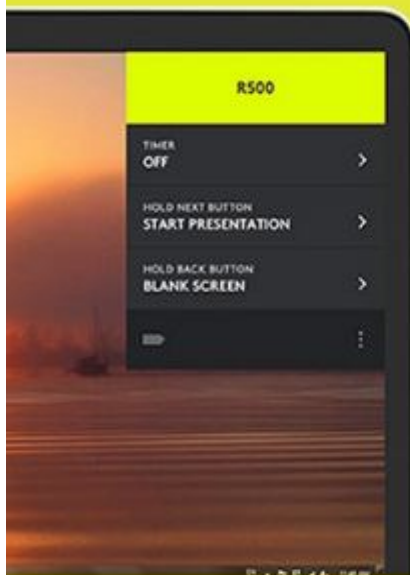 R500
TIMER
OFF
HOLD NEXT BUTTON
START PRESENTATION
HOLD BACK BUTTON
BLANK SCREEN